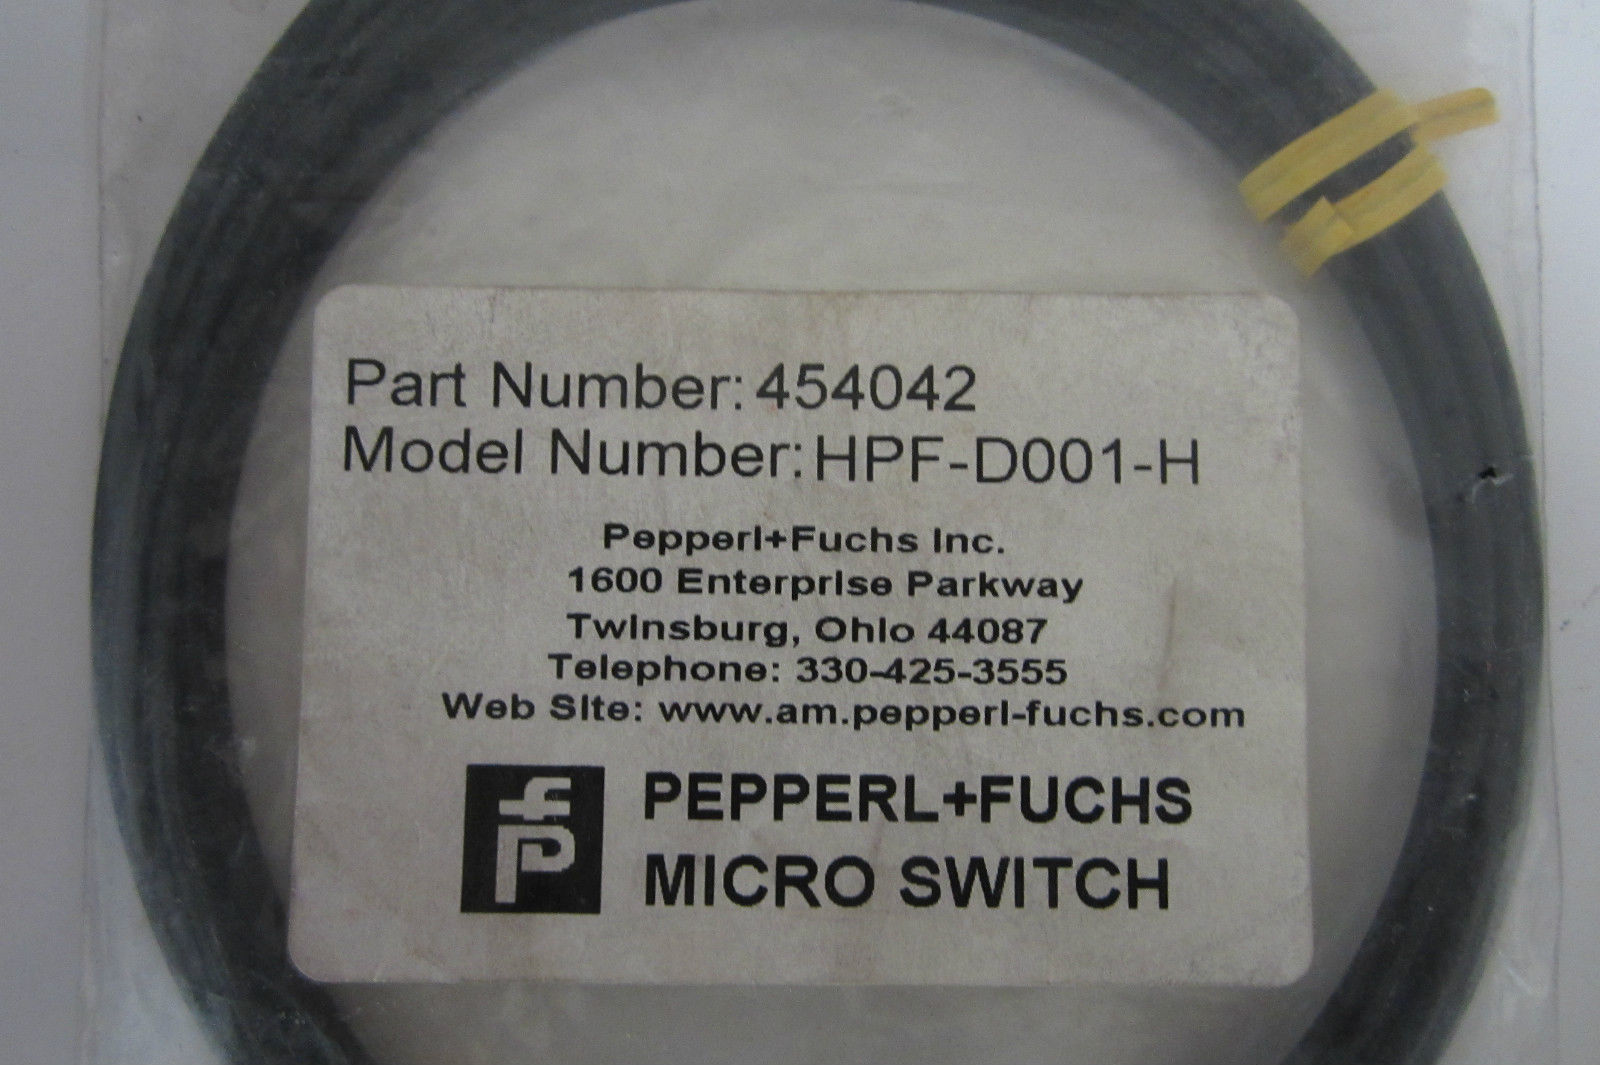 Part Number: 454042
Model Number: HPF-D001-H
Pepperl+Fuchs Inc.
1600 Enterprise Parkway
Twinsburg, Ohio 44087
Telephone: 330-425-3555
Web Site: www.am.pepperl-fuchs.com
fP PEPPERL+FUCHS
MICRO SWITCH